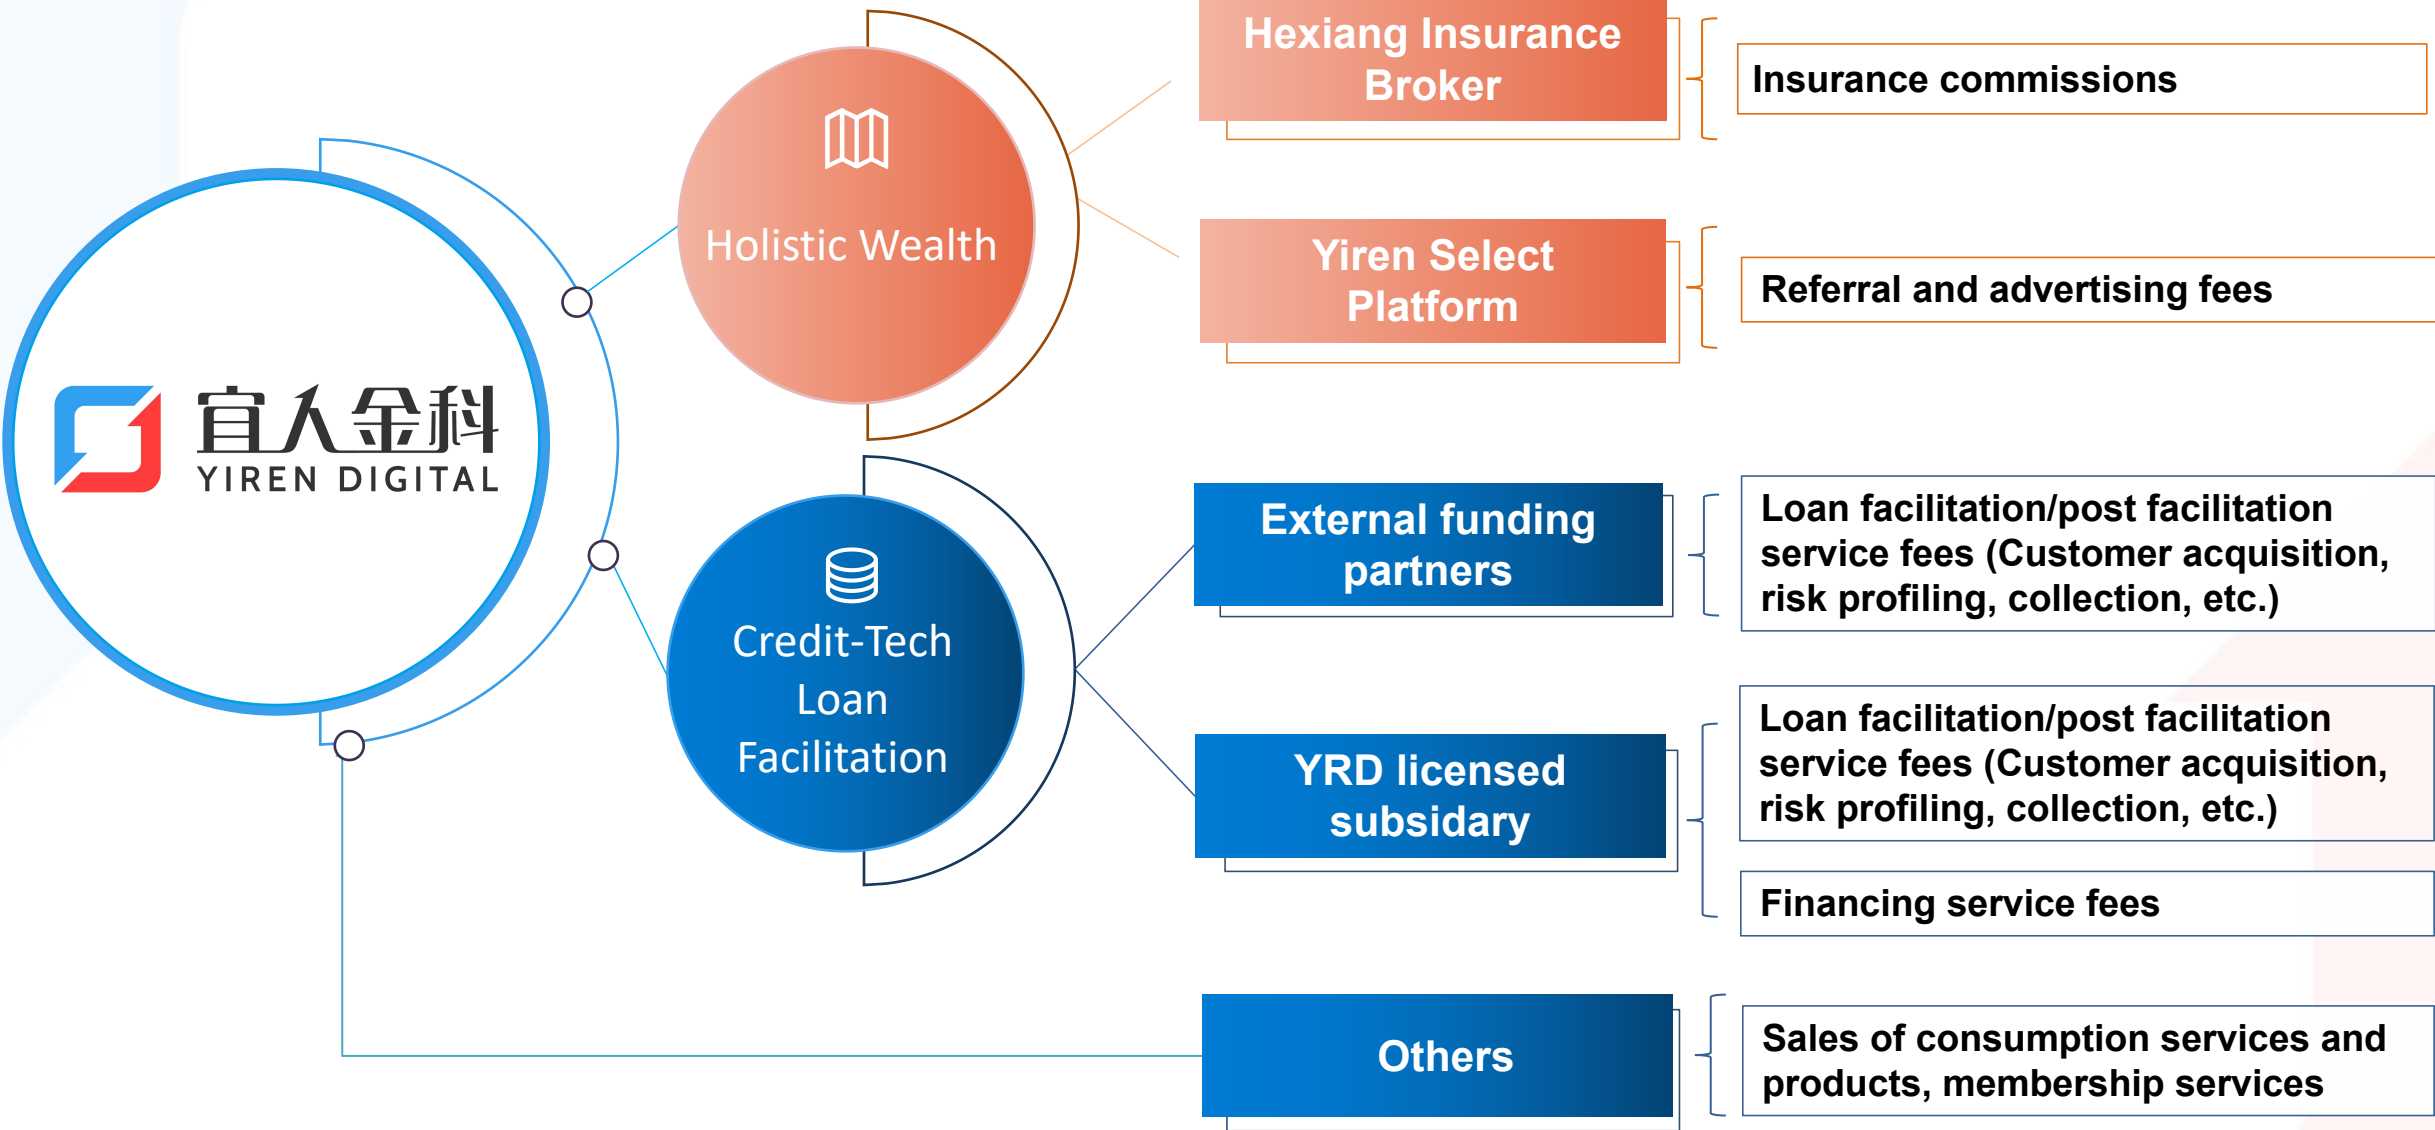 宜人金科
YIREN DIGITAL
Holistic Wealth
Hexiang Insurance
Broker
Insurance commissions
Yiren Select
Platform
Referral and advertising fees
Credit-Tech
Loan
Facilitation
External funding
partners
Loan facilitation/post facilitation
service fees (Customer acquisition,
risk profiling, collection, etc.)
YRD licensed
subsidary
Loan facilitation/post facilitation
service fees (Customer acquisition,
risk profiling, collection, etc.)
Financing service fees
Others
Sales of consumption services and
products, membership services